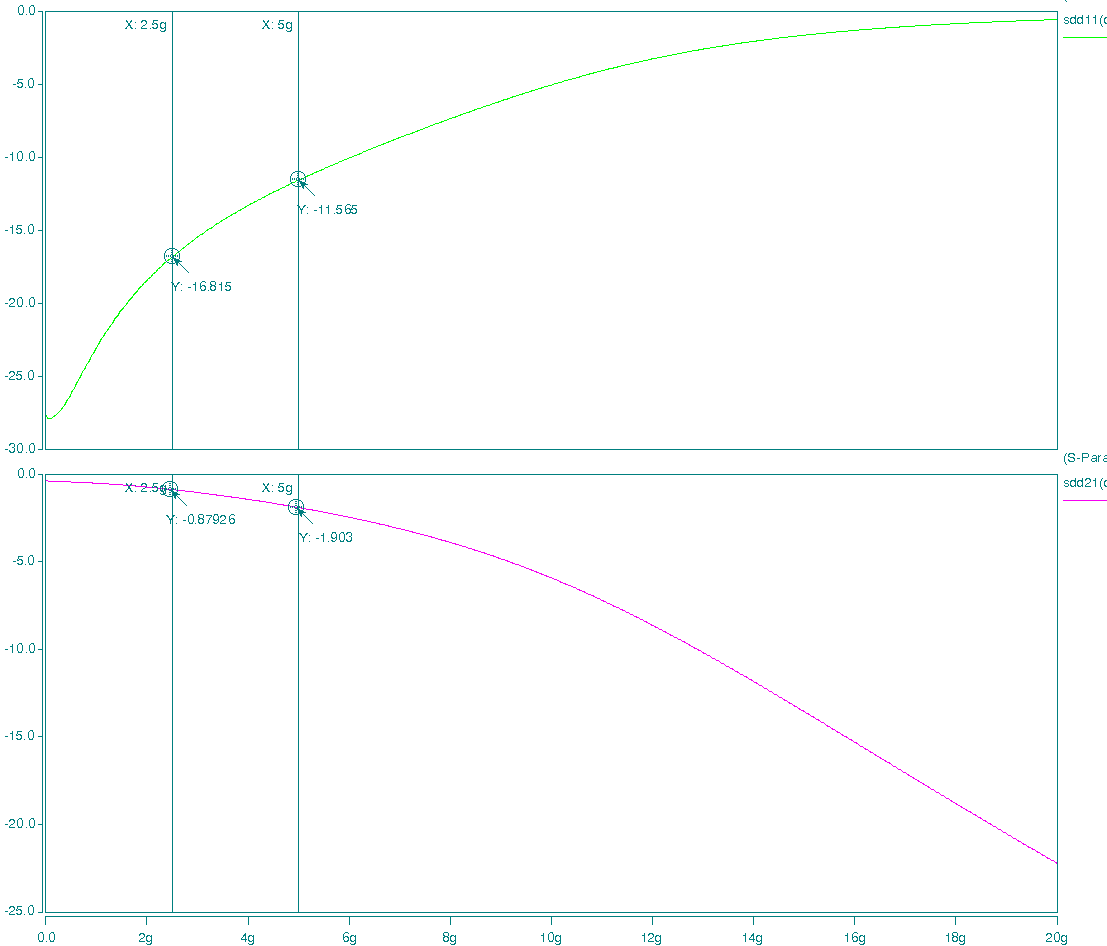 0.0
X: 2.5g
X: 5g
sdd11(
-5.0
-10.0
Y: -11.565
-15.0
Y: -16.815
-20.0
-25.0
-30.0
(S-Para
0.0
X: 2.5g
X: 5g
sdd21(
Y: -0.87926
Y: -1.903
-5.0
-10.0
-15.0
-20.0
-25.0
0.0 2g 4g 6g 8g 10g 12g 14g 16g 18g 20g